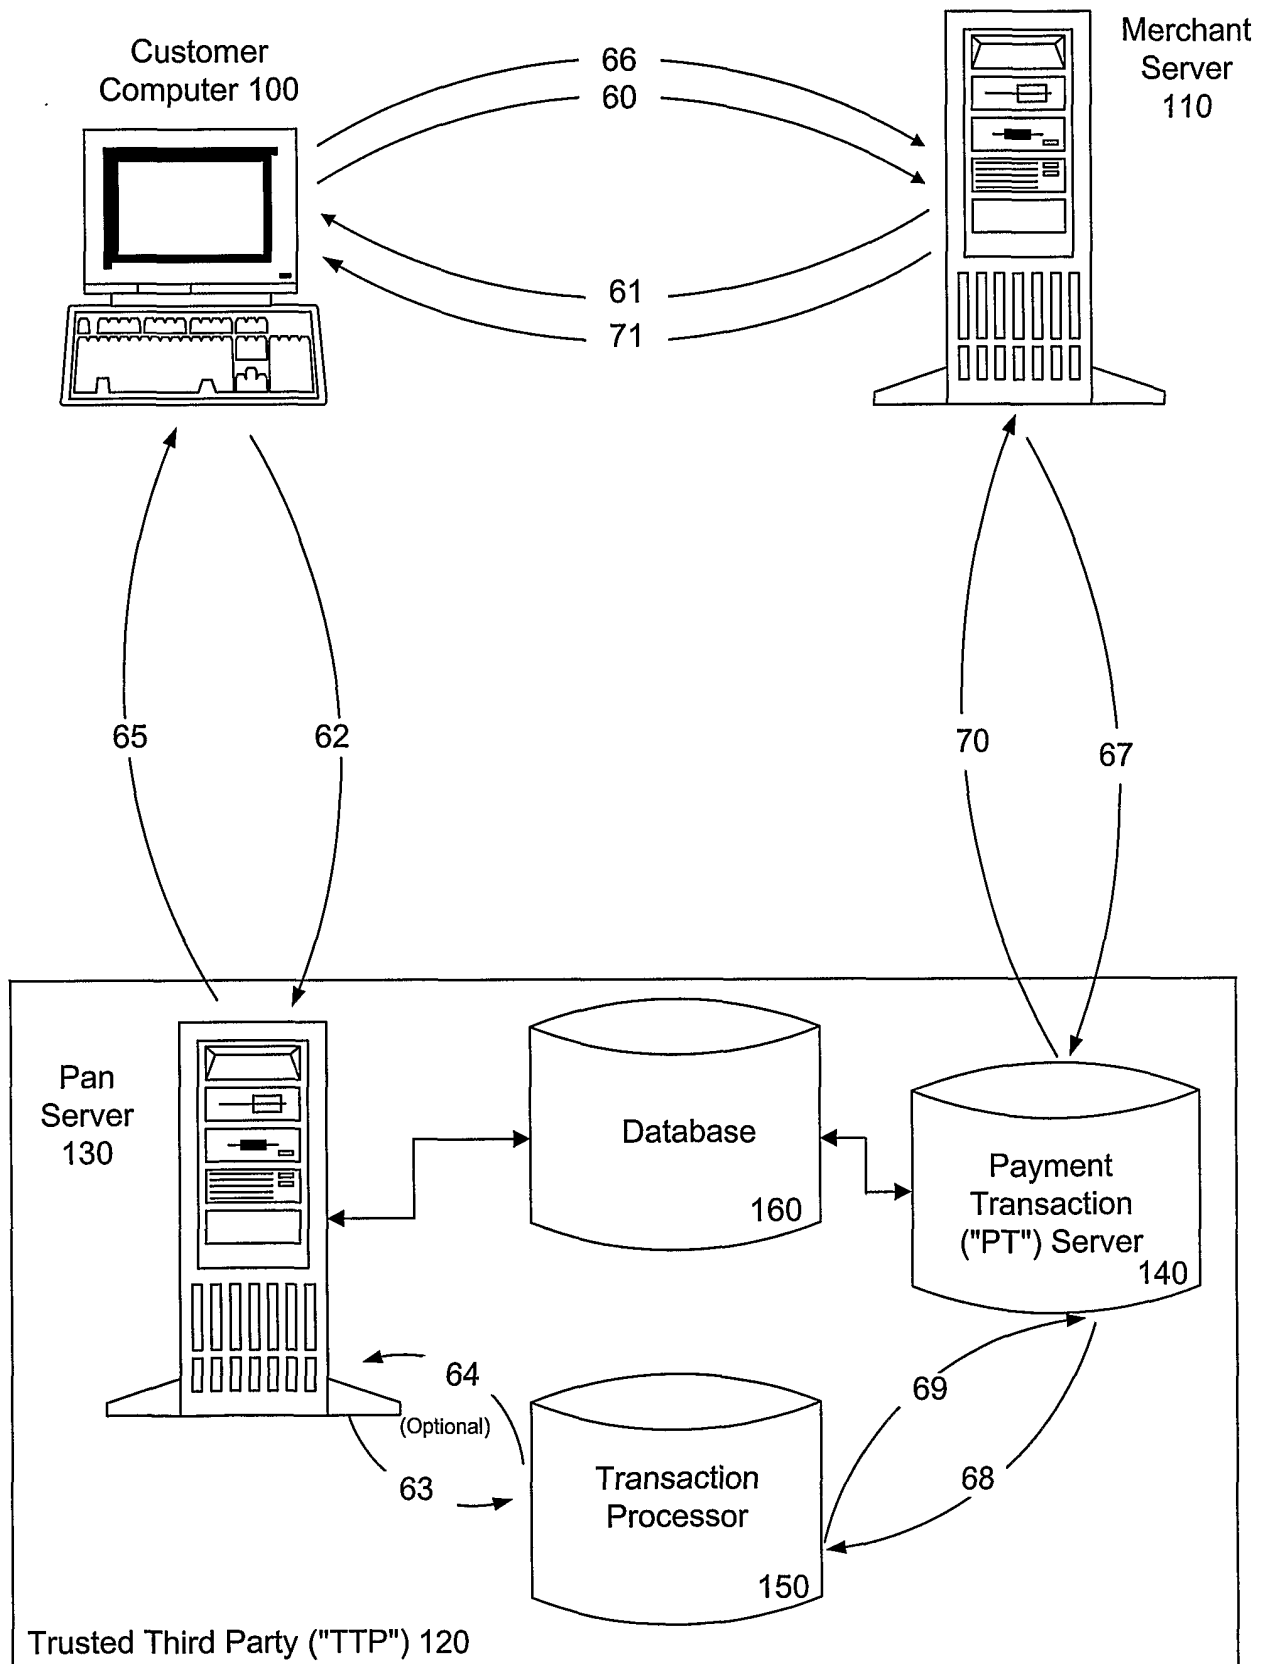 Customer
Computer 100
Merchant
Server
110
66
60
61
71
65
62
70
67
Pan
Server
130
Database
160
Payment
Transaction
("PT") Server
140
64
(Optional)
63
69
68
Transaction
Processor
150
Trusted Third Party ("TTP") 120